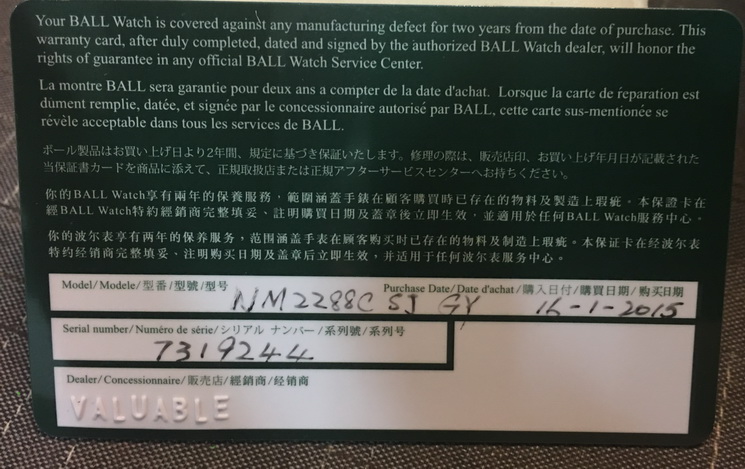 Your BALL Watch is covered against any manufacturing defect for two years from the date of purchase. This
warranty card, after duly completed, dated and signed by the authorized BALL Watch dealer, will honor the
rights of guarantee in any official BALL Watch Service Center.
La montre BALL sera garantie pour deux ans a compter de la date d'achat. Lorsque la carte de reparation est
dument remplie, datée, et signée par le concessionnaire autorisé par BALL, cette carte sus-mentionée se
révèle acceptable dans tous les services de BALL.
ボール製品はお買い上げ日より2年間、規定に基づき保証いたします。修理の際は、販売店印、お買い上げ年月日が記載された
当保証書カードを商品に添えて、正規取扱店または正規アフターサービスセンターへお持ちください。
你的BALL Watch享有兩年的保養服務，範圍涵蓋手錶在顧客購買時已存在的物料及製造上瑕疵。本保證卡在
經BALL Watch特約經銷商完整填妥、註明購買日期及蓋章後立即生效，並適用於任何BALL Watch服務中心。
你的波尔表享有两年的保养服务，范围涵盖手表在顾客购买时已存在的物料及制造上瑕疵。本保证卡在经波尔表
特约经销商完整填妥、注明购买日期及盖章后立即生效，并适用于任何波尔表服务中心。
Model/Modele/型番/型號/型号 NM2288C SJ GY Purchase Date/Date d'achat/購入日付/購買日期/购买日期 16-1-2015
Serial number/Numéro de série/シリアル ナンバー/系列號/系列号
7319244
Dealer/Concessionnaire/販売店/經銷商/经销商
VALUABLE